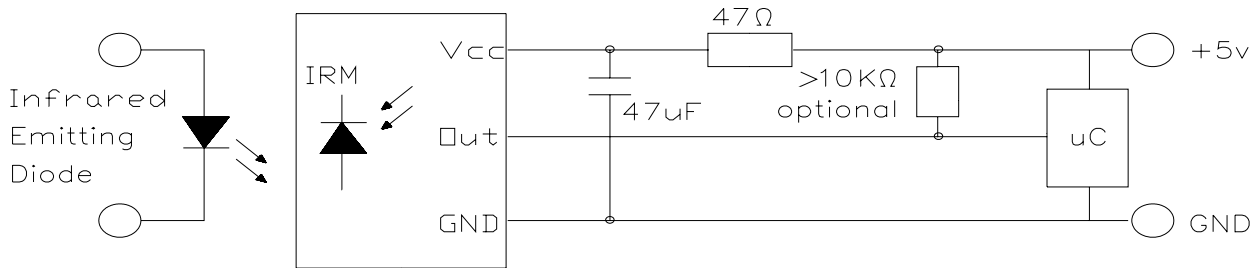 Infrared
Emitting
Diode
IRM
Vcc
Out
GND
47uF
47Ω
>10KΩ
optional
uC
+5v
GND